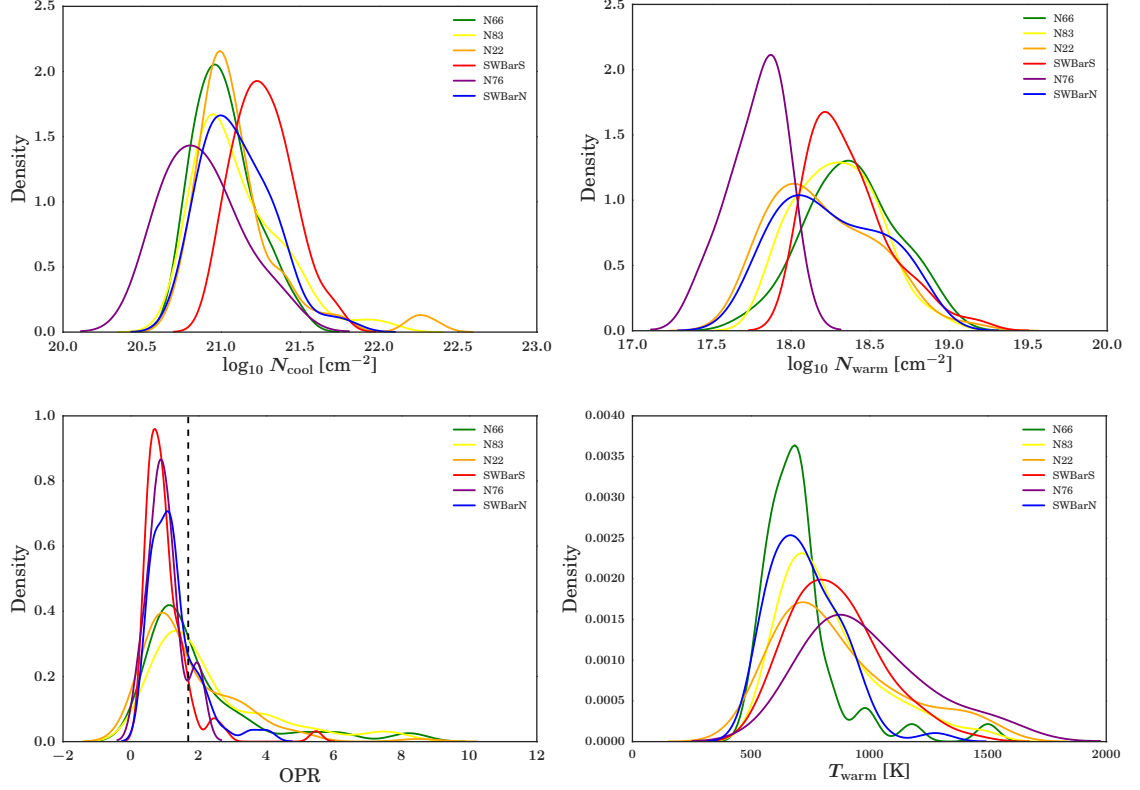 2.5
2.0
1.5
1.0
0.5
0.0
Density
20.0 20.5 21.0 21.5 22.0 22.5 23.0
log₁₀ N_cool [cm⁻²]
N66
N83
N22
SWBarS
N76
SWBarN
2.5
2.0
1.5
1.0
0.5
0.0
Density
17.0 17.5 18.0 18.5 19.0 19.5 20.0
log₁₀ N_warm [cm⁻²]
N66
N83
N22
SWBarS
N76
SWBarN
1.0
0.8
0.6
0.4
0.2
0.0
Density
−2 0 2 4 6 8 10 12
OPR
N66
N83
N22
SWBarS
N76
SWBarN
0.0040
0.0035
0.0030
0.0025
0.0020
0.0015
0.0010
0.0005
0.0000
Density
0 500 1000 1500 2000
T_warm [K]
N66
N83
N22
SWBarS
N76
SWBarN